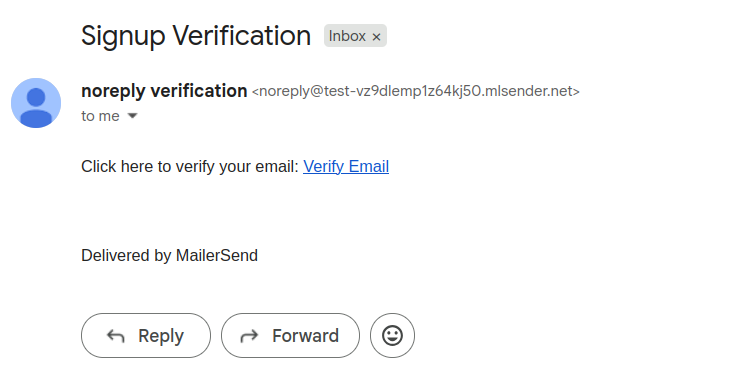 Signup Verification Inbox ×
noreply verification <noreply@test-vz9dlemp1z64kj50.mlsender.net>
to me
Click here to verify your email: Verify Email
Delivered by MailerSend
Reply Forward